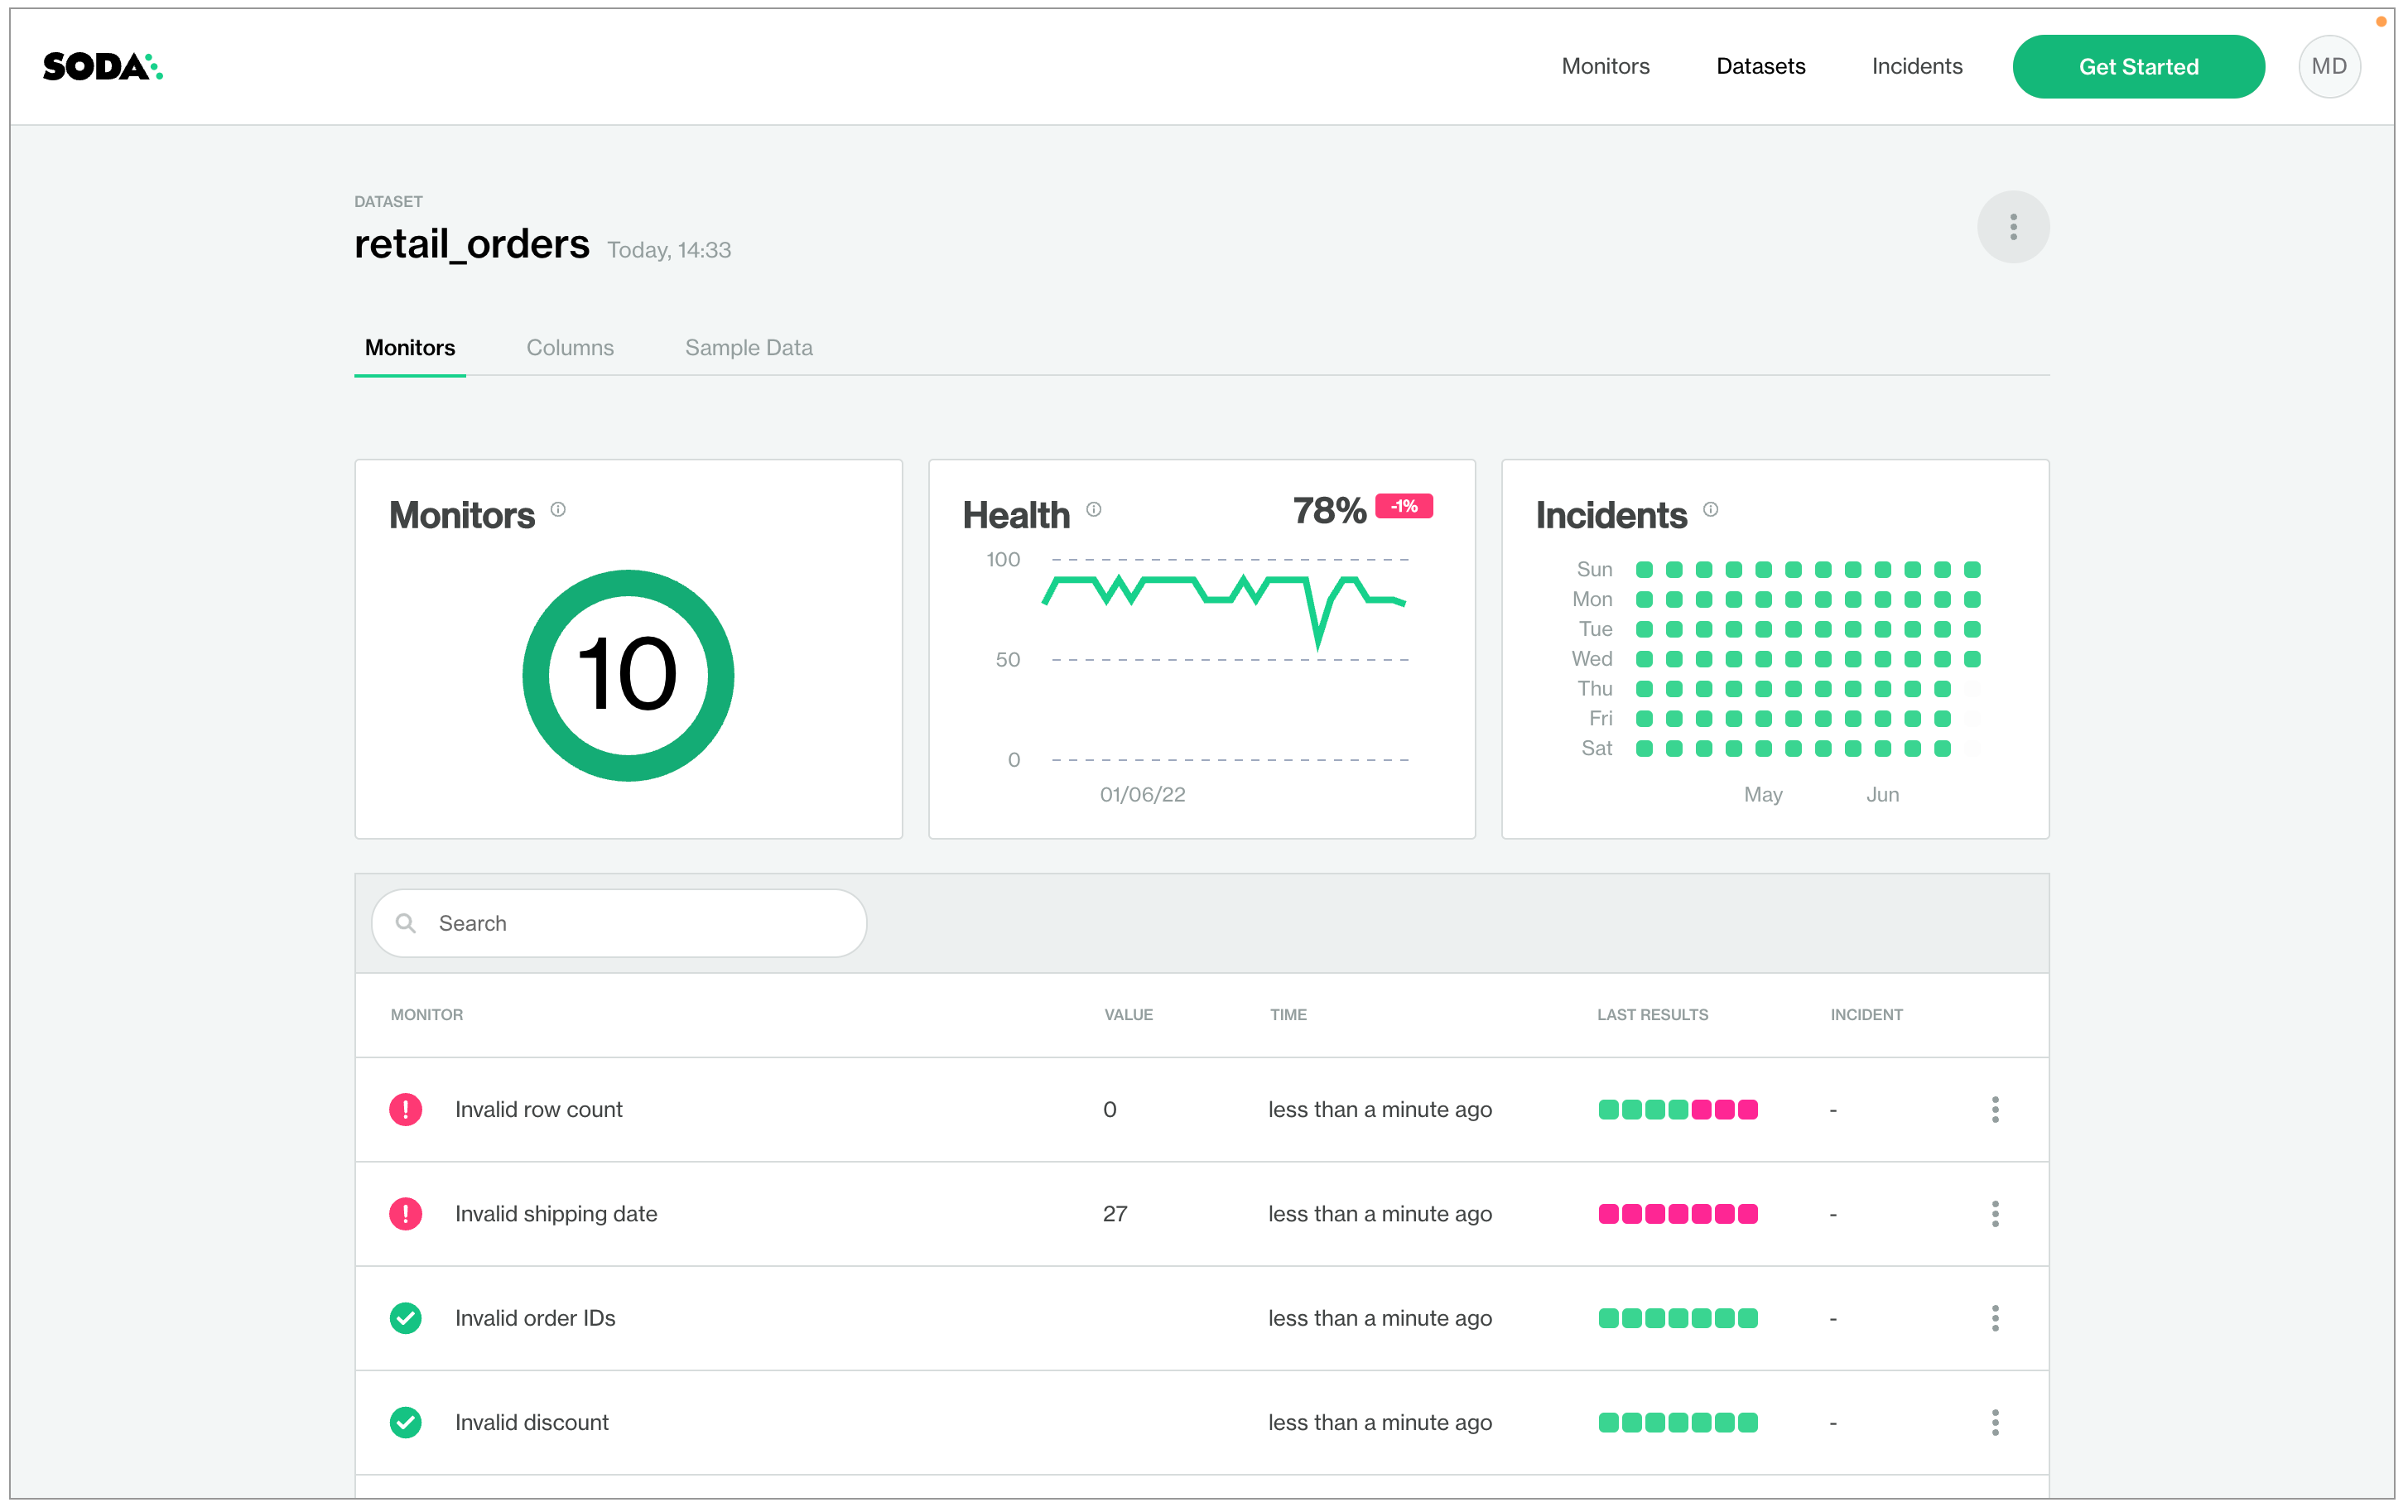 SODA
Monitors
Datasets
Incidents
Get Started
MD
DATASET
retail_orders Today, 14:33
Monitors
Columns
Sample Data
Monitors
10
Health
78% -1%
100
50
0
01/06/22
Incidents
Sun
Mon
Tue
Wed
Thu
Fri
Sat
May
Jun
Search
MONITOR VALUE TIME LAST RESULTS INCIDENT
Invalid row count 0 less than a minute ago -
Invalid shipping date 27 less than a minute ago -
Invalid order IDs less than a minute ago -
Invalid discount less than a minute ago -